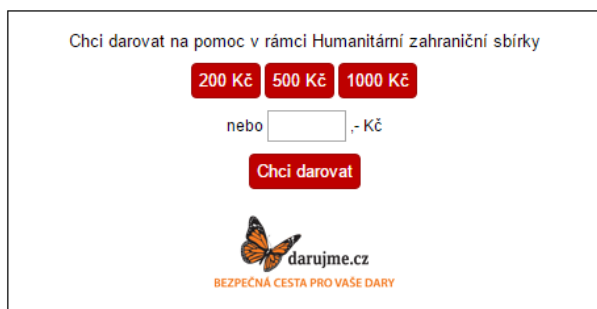 Chci darovat na pomoc v rámci Humanitární zahraniční sbírky
200 Kč 500 Kč 1000 Kč
nebo ,- Kč
Chci darovat
darujme.cz
BEZPEČNÁ CESTA PRO VAŠE DARY